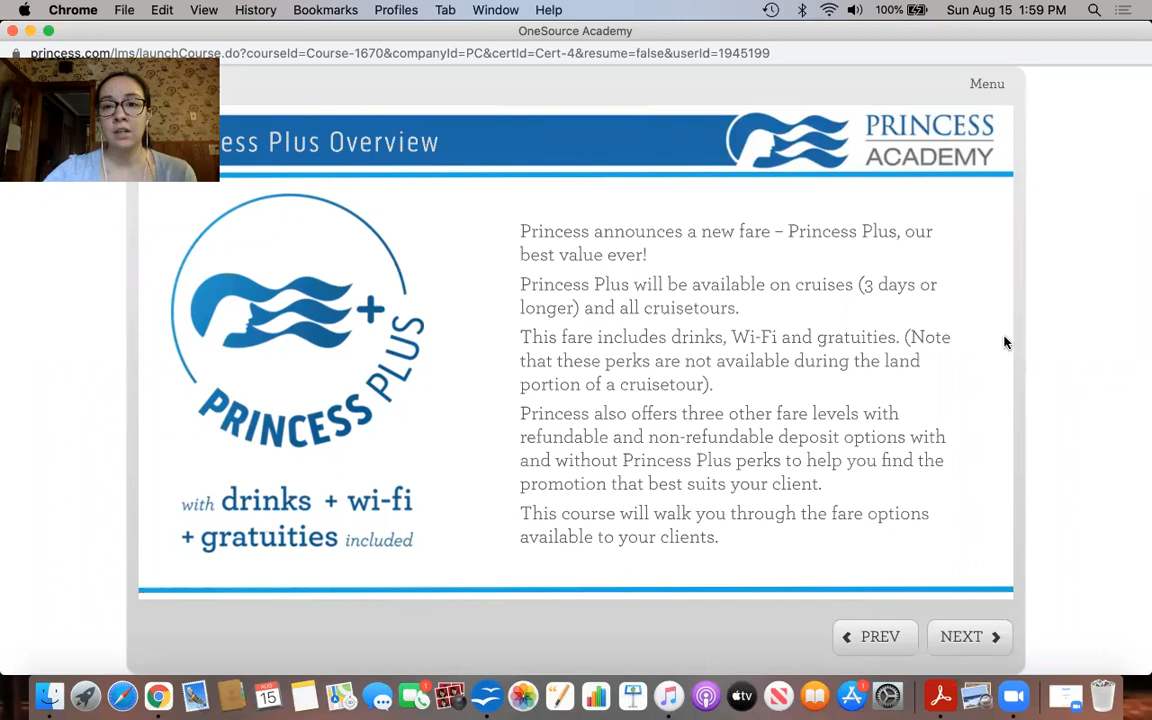 Chrome File Edit View History Bookmarks Profiles Tab Window Help 100% Sun Aug 15 1:59 PM
OneSource Academy
princess.com/lms/launchCourse.do?courseId=Course-1670&companyId=PC&certId=Cert-4&resume=false&userId=1945199
Menu
ess Plus Overview
PRINCESS
ACADEMY
PRINCESS PLUS
with drinks + wi-fi
+ gratuities included
Princess announces a new fare – Princess Plus, our
best value ever!
Princess Plus will be available on cruises (3 days or
longer) and all cruisetours.
This fare includes drinks, Wi-Fi and gratuities. (Note
that these perks are not available during the land
portion of a cruisetour).
Princess also offers three other fare levels with
refundable and non-refundable deposit options with
and without Princess Plus perks to help you find the
promotion that best suits your client.
This course will walk you through the fare options
available to your clients.
PREV NEXT
AUG
15
1
1
tv